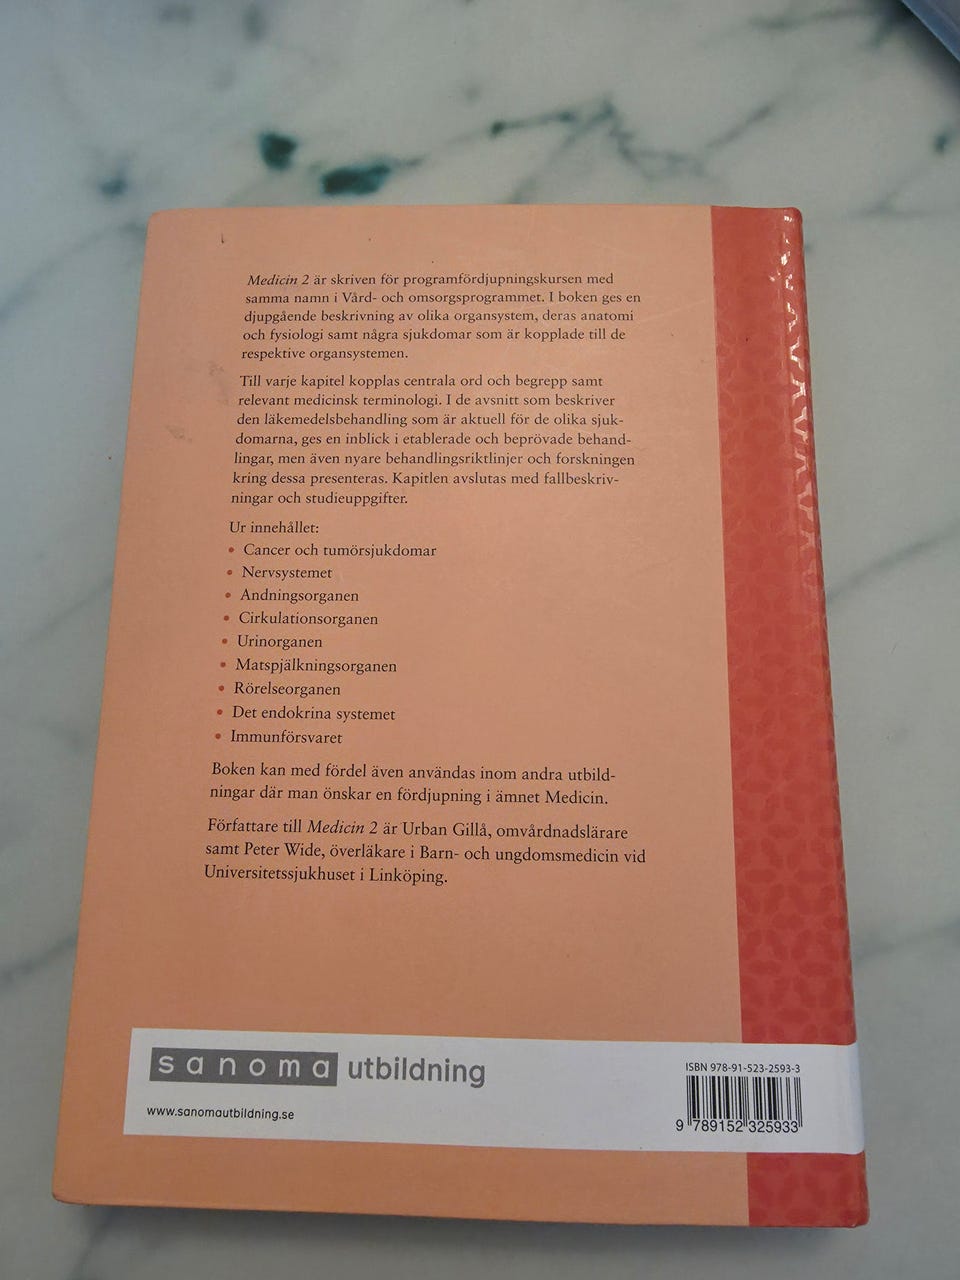 Medicin 2 är skriven för programfördjupningskursen med
samma namn i Vård- och omsorgsprogrammet. I boken ges en
djupgående beskrivning av olika organsystem, deras anatomi
och fysiologi samt några sjukdomar som är kopplade till de
respektive organsystemen.
Till varje kapitel kopplas centrala ord och begrepp samt
relevant medicinsk terminologi. I de avsnitt som beskriver
den läkemedelsbehandling som är aktuell för de olika sjuk-
domarna, ges en inblick i etablerade och beprövade behand-
lingar, men även nyare behandlingsriktlinjer och forskningen
kring dessa presenteras. Kapitlen avslutas med fallbeskriv-
ningar och studieuppgifter.
Ur innehållet:
• Cancer och tumörsjukdomar
• Nervsystemet
• Andningsorganen
• Cirkulationsorganen
• Urinorganen
• Matspjälkningsorganen
• Rörelseorganen
• Det endokrina systemet
• Immunförsvaret
Boken kan med fördel även användas inom andra utbild-
ningar där man önskar en fördjupning i ämnet Medicin.
Författare till Medicin 2 är Urban Gillå, omvårdnadslärare
samt Peter Wide, överläkare i Barn- och ungdomsmedicin vid
Universitetssjukhuset i Linköping.
sanoma utbildning
www.sanomautbildning.se
ISBN 978-91-523-2593-3
9 789152 325933